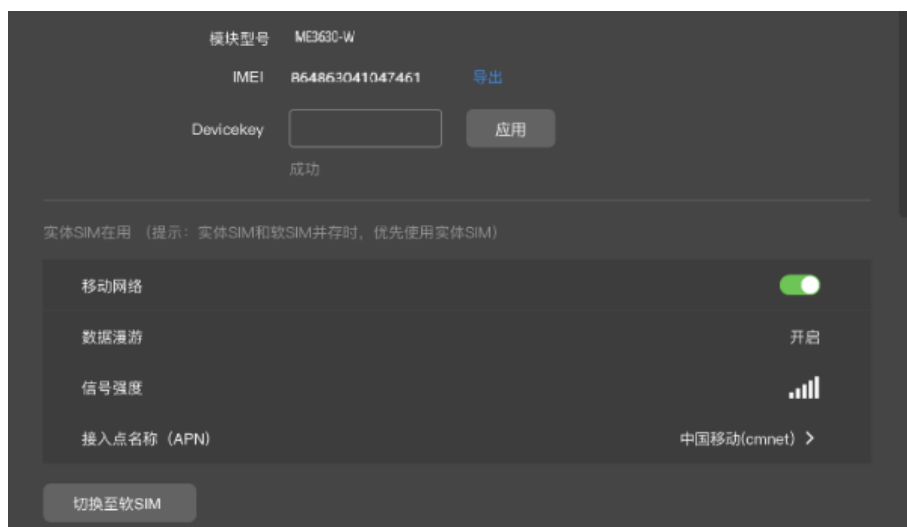 模块型号 ME3630-W
IMEI 864863041047461 导出
Devicekey 应用
成功
实体SIM在用 （提示：实体SIM和软SIM并存时，优先使用实体SIM）
移动网络
数据漫游 开启
信号强度
接入点名称（APN） 中国移动(cmnet)
切换至软SIM